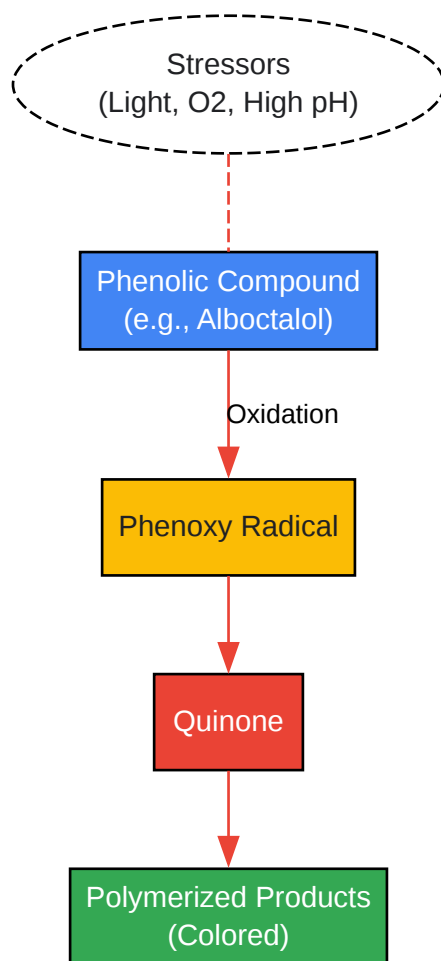 Stressors
(Light, O2, High pH)
Phenolic Compound
(e.g., Alboctalol)
Oxidation
Phenoxy Radical
Quinone
Polymerized Products
(Colored)